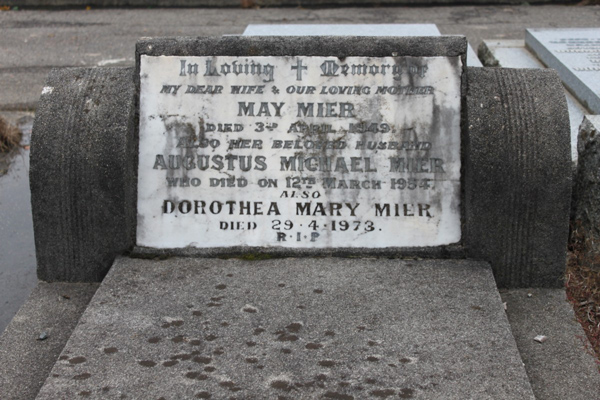 In Loving Memory of
MY DEAR WIFE & OUR LOVING MOTHER
MAY MIER
DIED 3RD APRIL 1949.
ALSO HER BELOVED HUSBAND
AUGUSTUS MICHAEL MIER
WHO DIED ON 12TH MARCH 1954.
ALSO
DOROTHEA MARY MIER
DIED 29·4·1973.
R·I·P